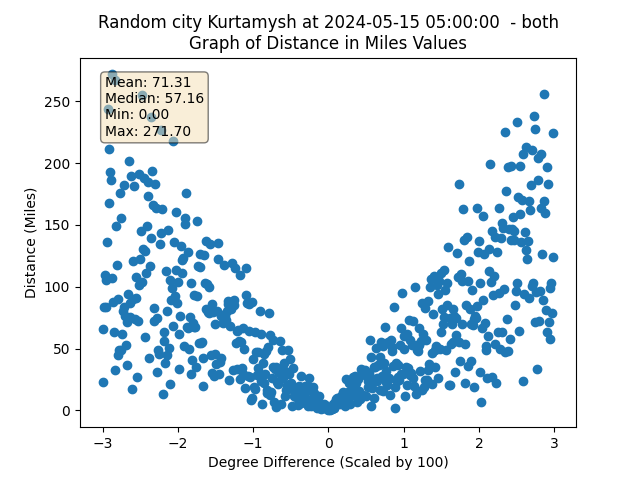 Random city Kurtamysh at 2024-05-15 05:00:00  - both
Graph of Distance in Miles Values
Mean: 71.31
Median: 57.16
Min: 0.00
Max: 271.70
Distance (Miles)
250
200
150
100
50
0
−3 −2 −1 0 1 2 3
Degree Difference (Scaled by 100)